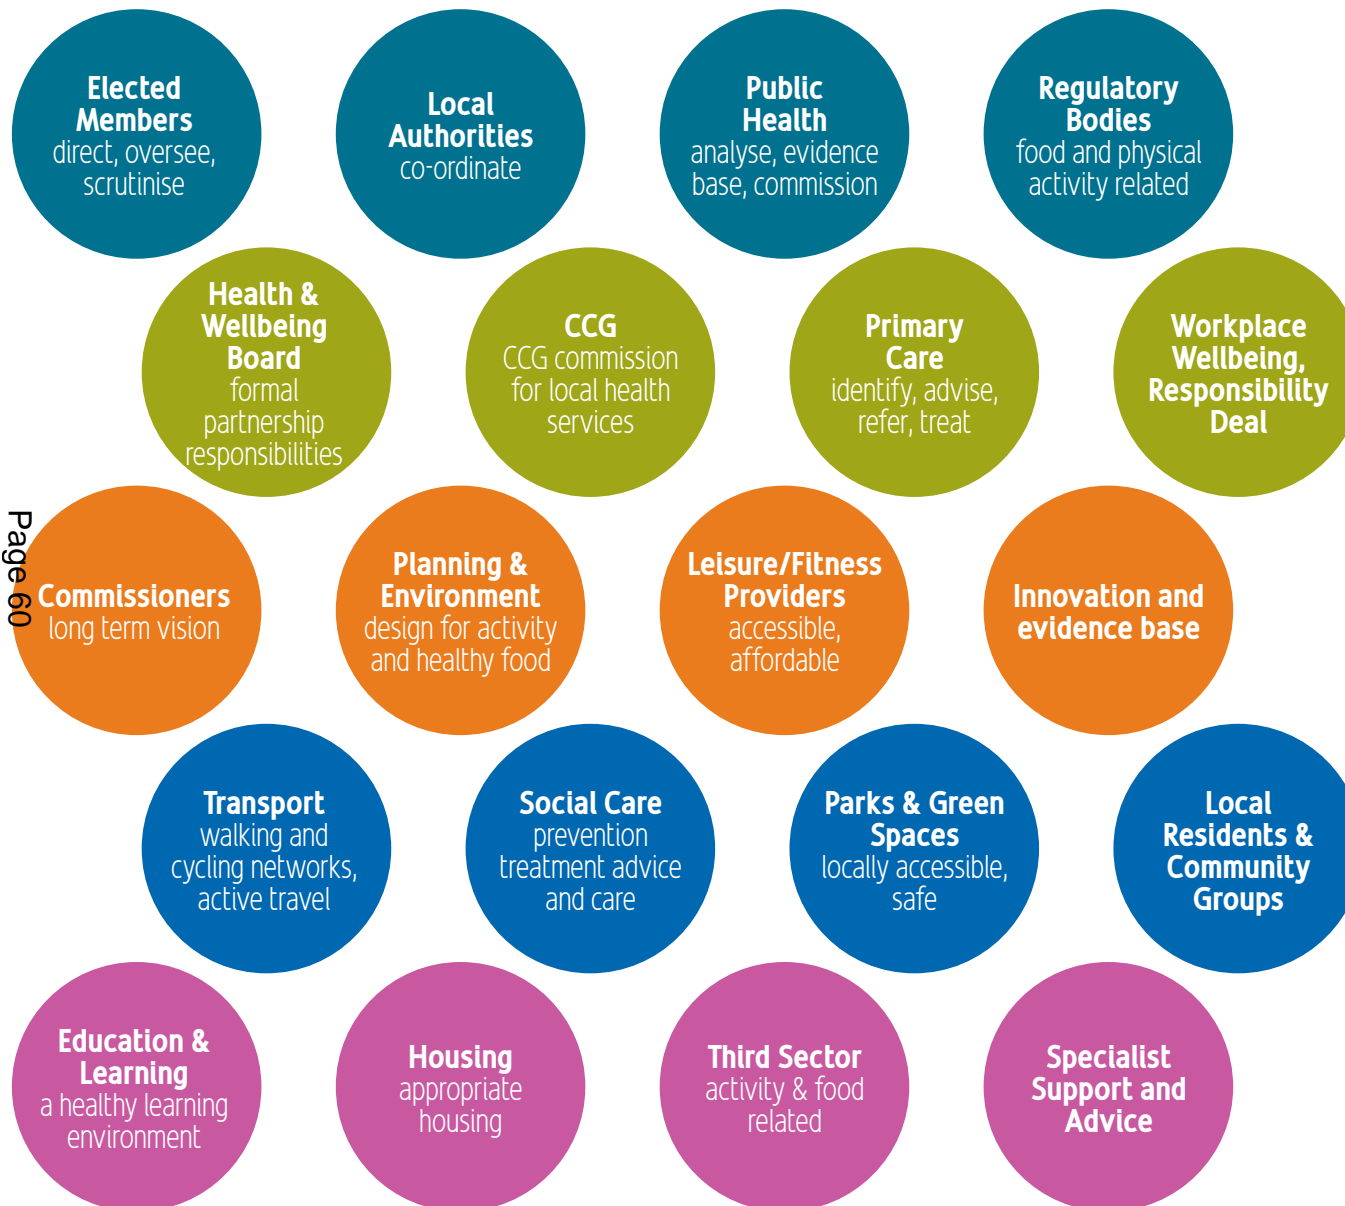 Elected
Members
direct, oversee,
scrutinise
Local
Authorities
co-ordinate
Public
Health
analyse, evidence
base, commission
Regulatory
Bodies
food and physical
activity related
Health &
Wellbeing
Board
formal
partnership
responsibilities
CCG
CCG commission
for local health
services
Primary
Care
identify, advise,
refer, treat
Workplace
Wellbeing,
Responsibility
Deal
Page 60
Commissioners
long term vision
Planning &
Environment
design for activity
and healthy food
Leisure/Fitness
Providers
accessible,
affordable
Innovation and
evidence base
Transport
walking and
cycling networks,
active travel
Social Care
prevention
treatment advice
and care
Parks & Green
Spaces
locally accessible,
safe
Local
Residents &
Community
Groups
Education &
Learning
a healthy learning
environment
Housing
appropriate
housing
Third Sector
activity & food
related
Specialist
Support and
Advice